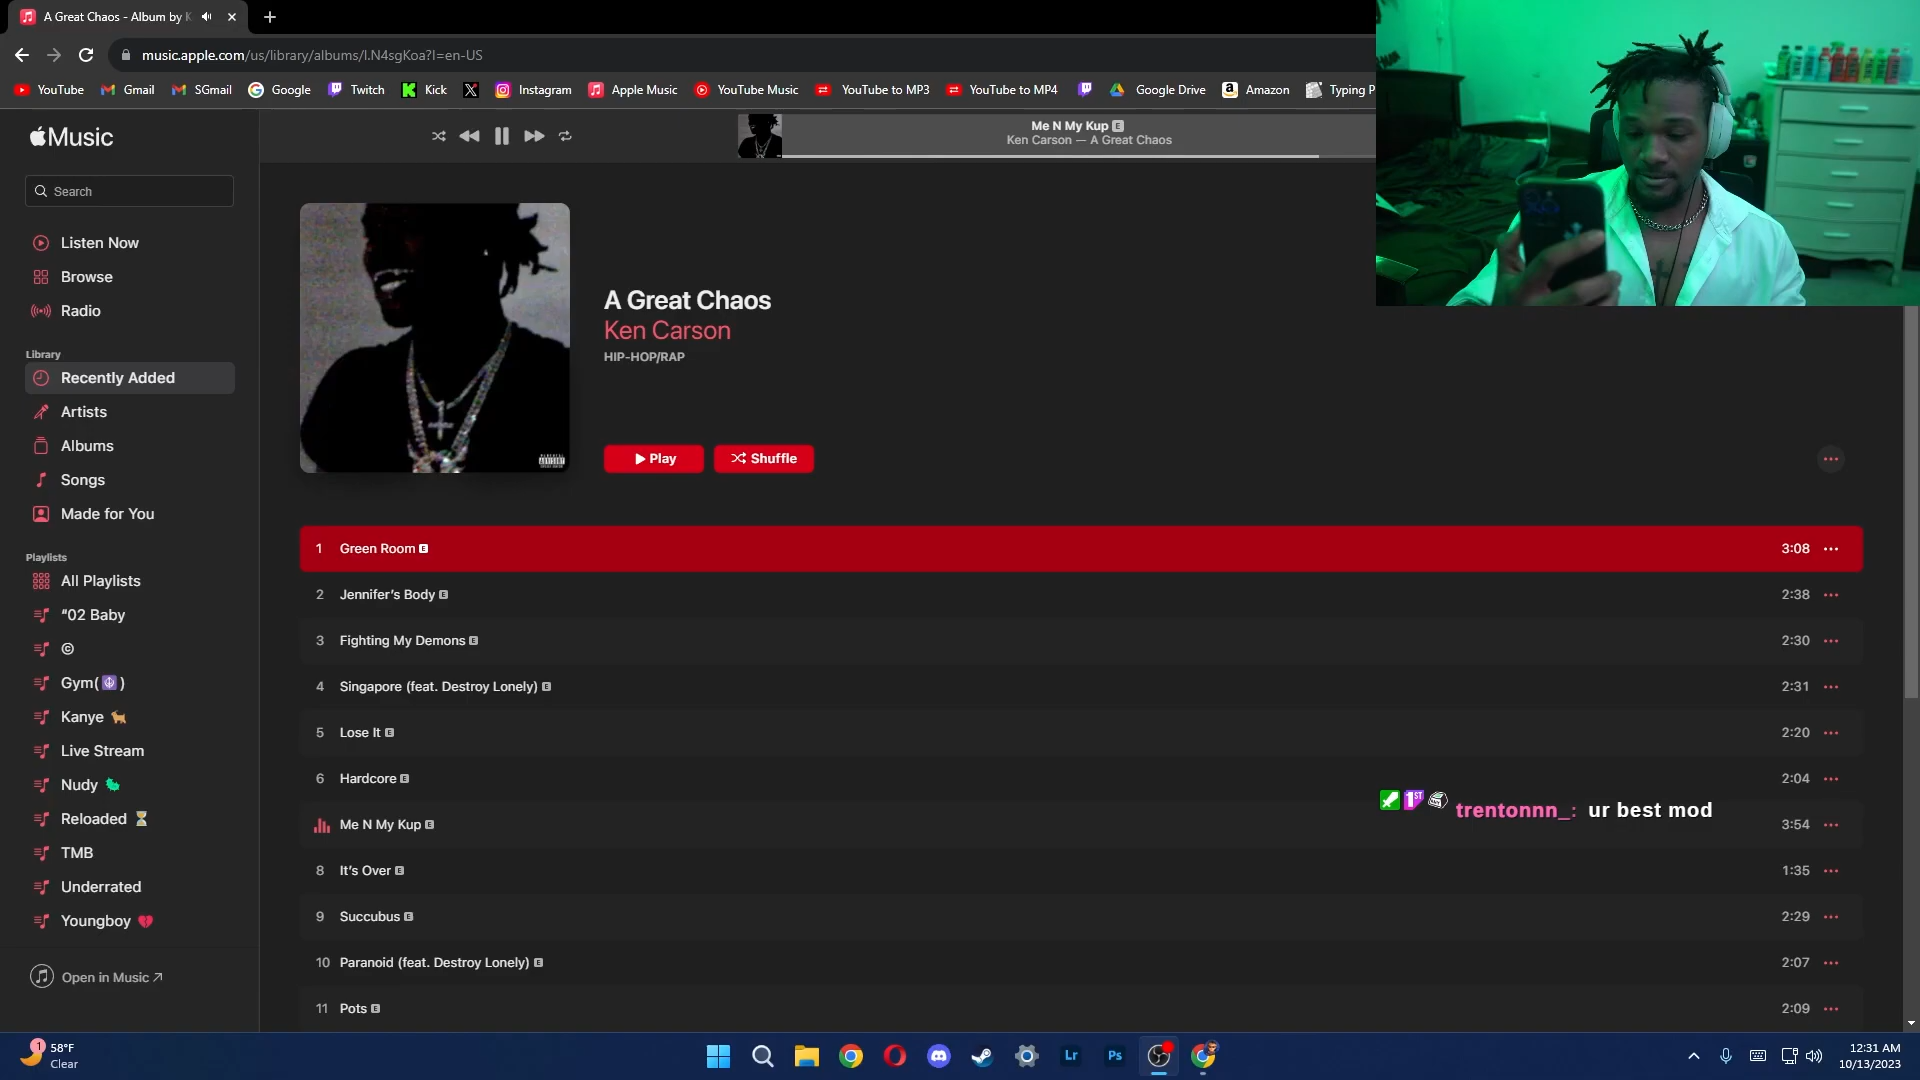 A Great Chaos - Album by K
music.apple.com/us/library/albums/l.N4sgKoa?l=en-US
YouTube Gmail SGmail Google Twitch Kick Instagram Apple Music YouTube Music YouTube to MP3 YouTube to MP4 Google Drive Amazon Typing P
Music
Me N My Kup E
Ken Carson — A Great Chaos
Search
Listen Now
Browse
Radio
Library
Recently Added
Artists
Albums
Songs
Made for You
Playlists
All Playlists
“02 Baby
©
Gym( )
Kanye
Live Stream
Nudy
Reloaded
TMB
Underrated
Youngboy
Open in Music
A Great Chaos
Ken Carson
HIP-HOP/RAP
Play Shuffle
1 Green Room E 3:08
2 Jennifer’s Body E 2:38
3 Fighting My Demons E 2:30
4 Singapore (feat. Destroy Lonely) E 2:31
5 Lose It E 2:20
6 Hardcore E 2:04
Me N My Kup E 3:54
8 It’s Over E 1:35
9 Succubus E 2:29
10 Paranoid (feat. Destroy Lonely) E 2:07
11 Pots E 2:09
1ST trentonnn_: ur best mod
1 58°F
Clear
Lr Ps
12:31 AM
10/13/2023